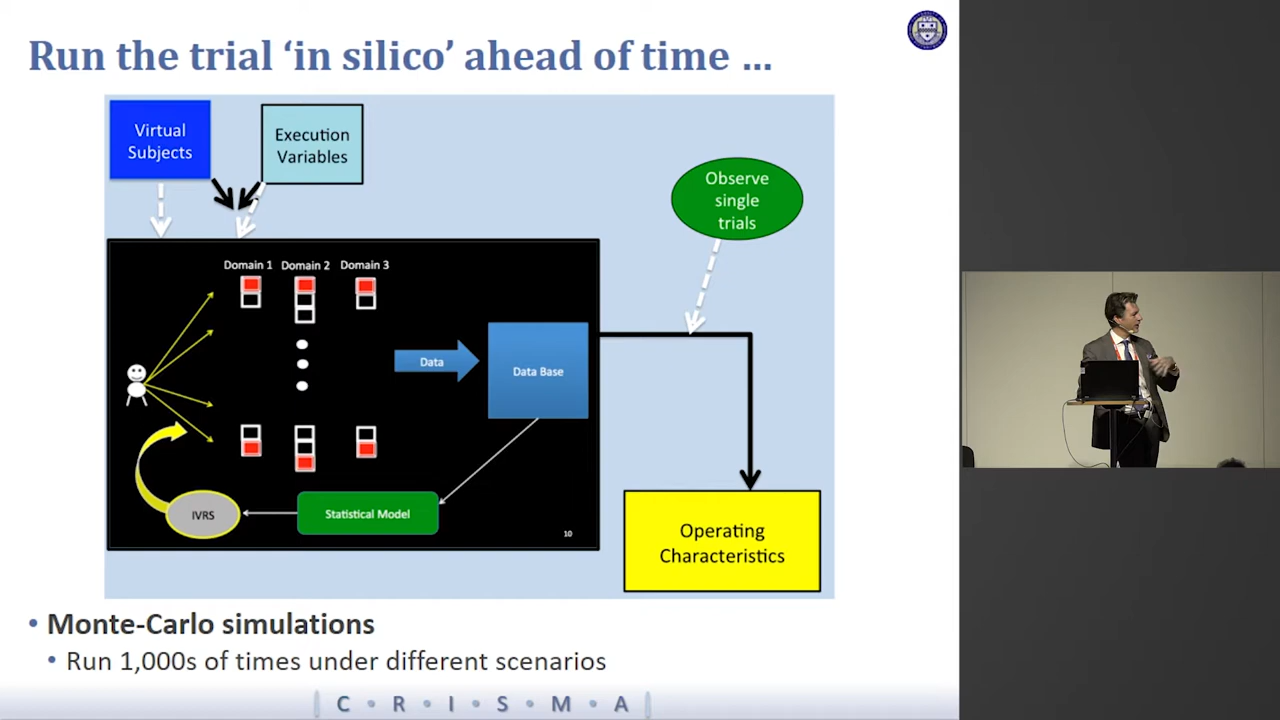 Run the trial ‘in silico’ ahead of time …
Virtual
Subjects
Execution
Variables
Observe
single
trials
Domain 1 Domain 2 Domain 3
Data
Data Base
IVRS
Statistical Model
10
Operating
Characteristics
• Monte-Carlo simulations
• Run 1,000s of times under different scenarios
C • R • I • S • M • A